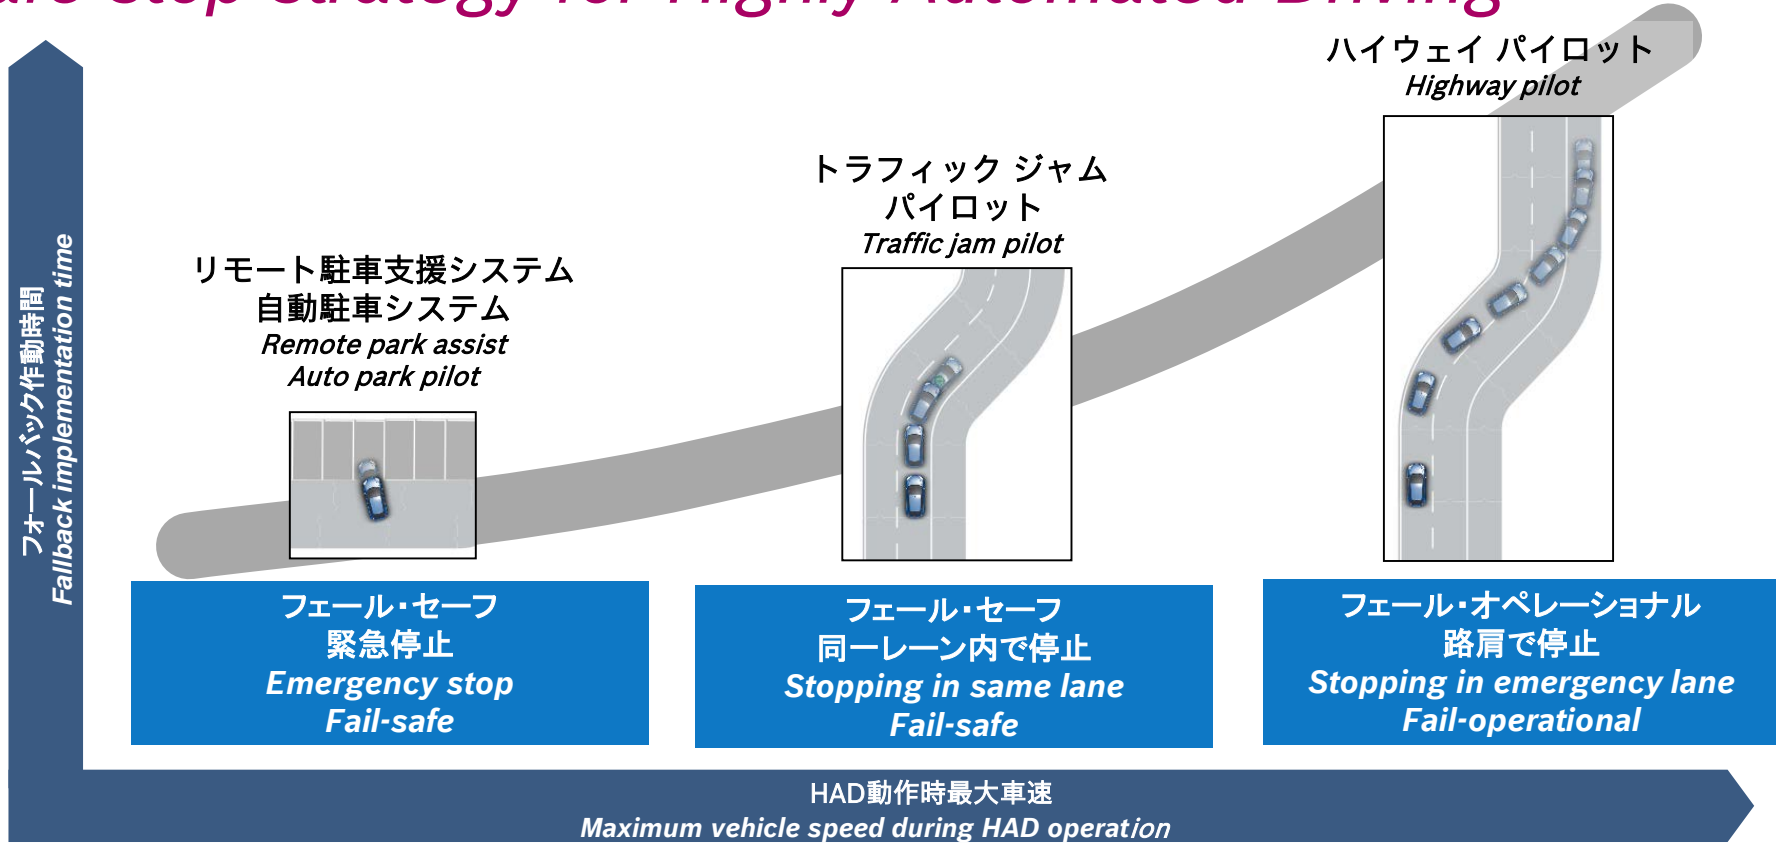 Stop Strategy for Highly Automated Driving
ハイウェイ パイロット
Highway pilot
トラフィック ジャム
パイロット
Traffic jam pilot
リモート駐車支援システム
自動駐車システム
Remote park assist
Auto park pilot
フォールバック作動時間
Fallback implementation time
フェール・セーフ
緊急停止
Emergency stop
Fail-safe
フェール・セーフ
同一レーン内で停止
Stopping in same lane
Fail-safe
フェール・オペレーショナル
路肩で停止
Stopping in emergency lane
Fail-operational
HAD動作時最大車速
Maximum vehicle speed during HAD operation